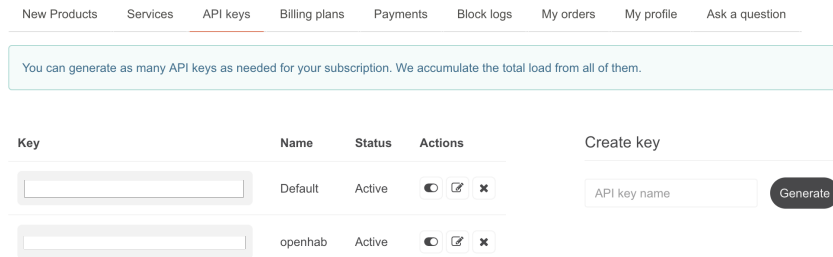 New Products Services API keys Billing plans Payments Block logs My orders My profile Ask a question
You can generate as many API keys as needed for your subscription. We accumulate the total load from all of them.
Key Name Status Actions
Create key
Default Active
API key name Generate
openhab Active